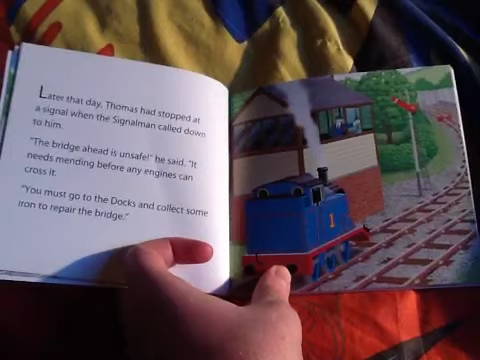 Later that day, Thomas had stopped at
a signal when the Signalman called down
to him.
"The bridge ahead is unsafe!" he said. "It
needs mending before any engines can
cross it.
"You must go to the Docks and collect some
iron to repair the bridge."
1